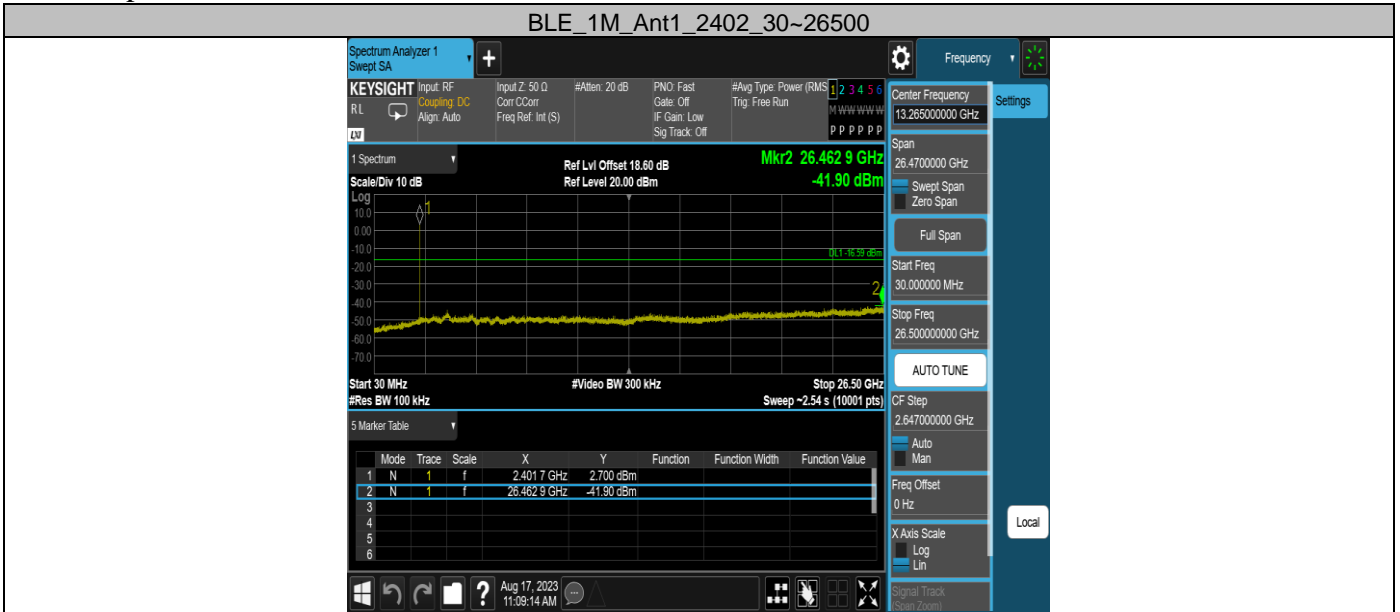 BLE_1M_Ant1_2402_30~26500
Spectrum Analyzer 1
Swept SA
+
Frequency
KEYSIGHT
RL
LXI
Input: RF
Coupling: DC
Align: Auto
Input Z: 50 Ω
Corr CCorr
Freq Ref: Int (S)
#Atten: 20 dB
PNO: Fast
Gate: Off
IF Gain: Low
Sig Track: Off
#Avg Type: Power (RMS
Trig: Free Run
1 2 3 4 5 6
M W W W W W
P P P P P P
1 Spectrum
Scale/Div 10 dB
Ref Lvl Offset 18.60 dB
Ref Level 20.00 dBm
Mkr2 26.462 9 GHz
-41.90 dBm
Log
10.0
0.00
-10.0
-20.0
-30.0
-40.0
-50.0
-60.0
-70.0
1
DL1 -16.59 dBm
2
Start 30 MHz
#Res BW 100 kHz
#Video BW 300 kHz
Stop 26.50 GHz
Sweep ~2.54 s (10001 pts)
5 Marker Table
Mode Trace Scale X Y Function Function Width Function Value
1 N 1 f 2.401 7 GHz 2.700 dBm
2 N 1 f 26.462 9 GHz -41.90 dBm
3
4
5
6
?
Aug 17, 2023
11:09:14 AM
Center Frequency
13.265000000 GHz
Span
26.4700000 GHz
Swept Span
Zero Span
Full Span
Start Freq
30.000000 MHz
Stop Freq
26.500000000 GHz
AUTO TUNE
CF Step
2.647000000 GHz
Auto
Man
Freq Offset
0 Hz
X Axis Scale
Log
Lin
Signal Track
(Span Zoom)
Settings
Local